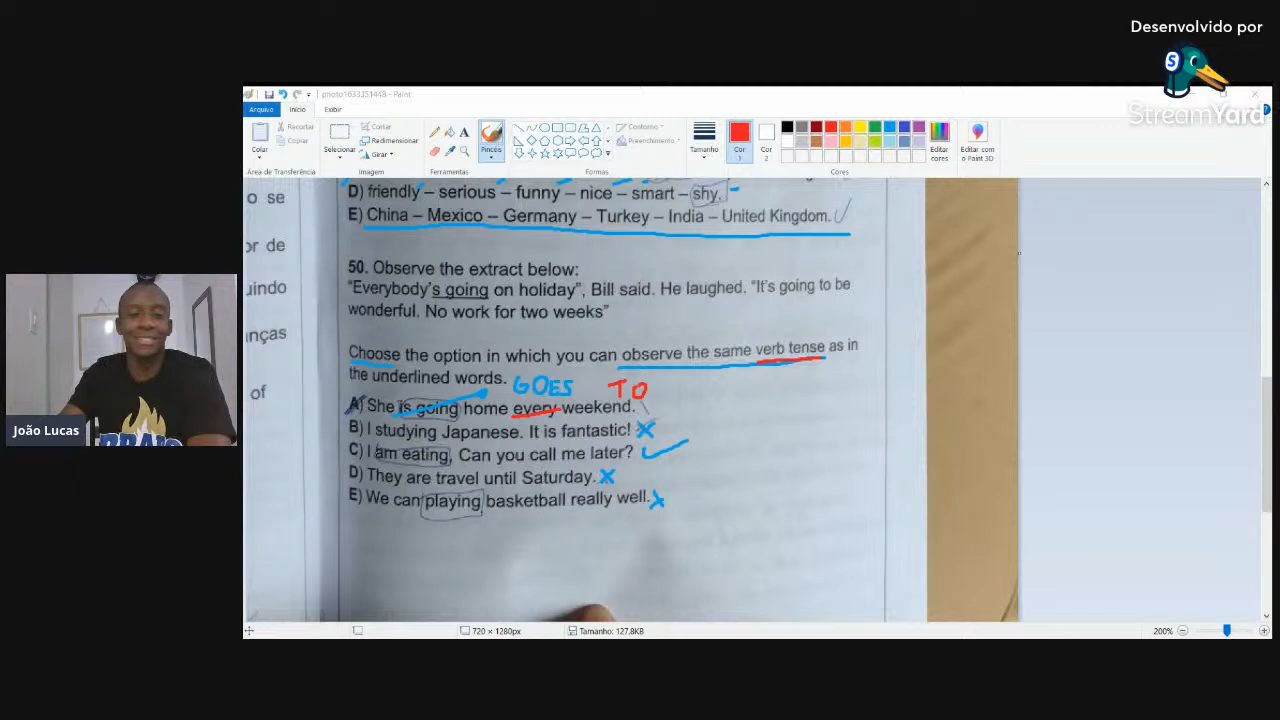 Desenvolvido por
StreamYard
photo1633351448 - Paint
Arquivo
Início
Exibir
Colar
Recortar
Copiar
Área de Transferência
Selecionar
Cortar
Redimensionar
Girar
Imagem
Ferramentas
Pincéis
Contorno
Preenchimento
Formas
Tamanho
Cor
1
Cor
2
Cores
Editar
cores
Editar com
o Paint 3D
o se
or de
uindo
nças
of
D) friendly – serious – funny – nice – smart – shy.
E) China – Mexico – Germany – Turkey – India – United Kingdom.
50. Observe the extract below:
“Everybody’s going on holiday”, Bill said. He laughed. “It’s going to be
wonderful. No work for two weeks”
Choose the option in which you can observe the same verb tense as in
the underlined words.
GOES TO
A) She is going home every weekend.
B) I studying Japanese. It is fantastic!
C) I am eating, Can you call me later?
D) They are travel until Saturday.
E) We can playing basketball really well.
João Lucas
720 × 1280px
Tamanho: 127,8KB
200%